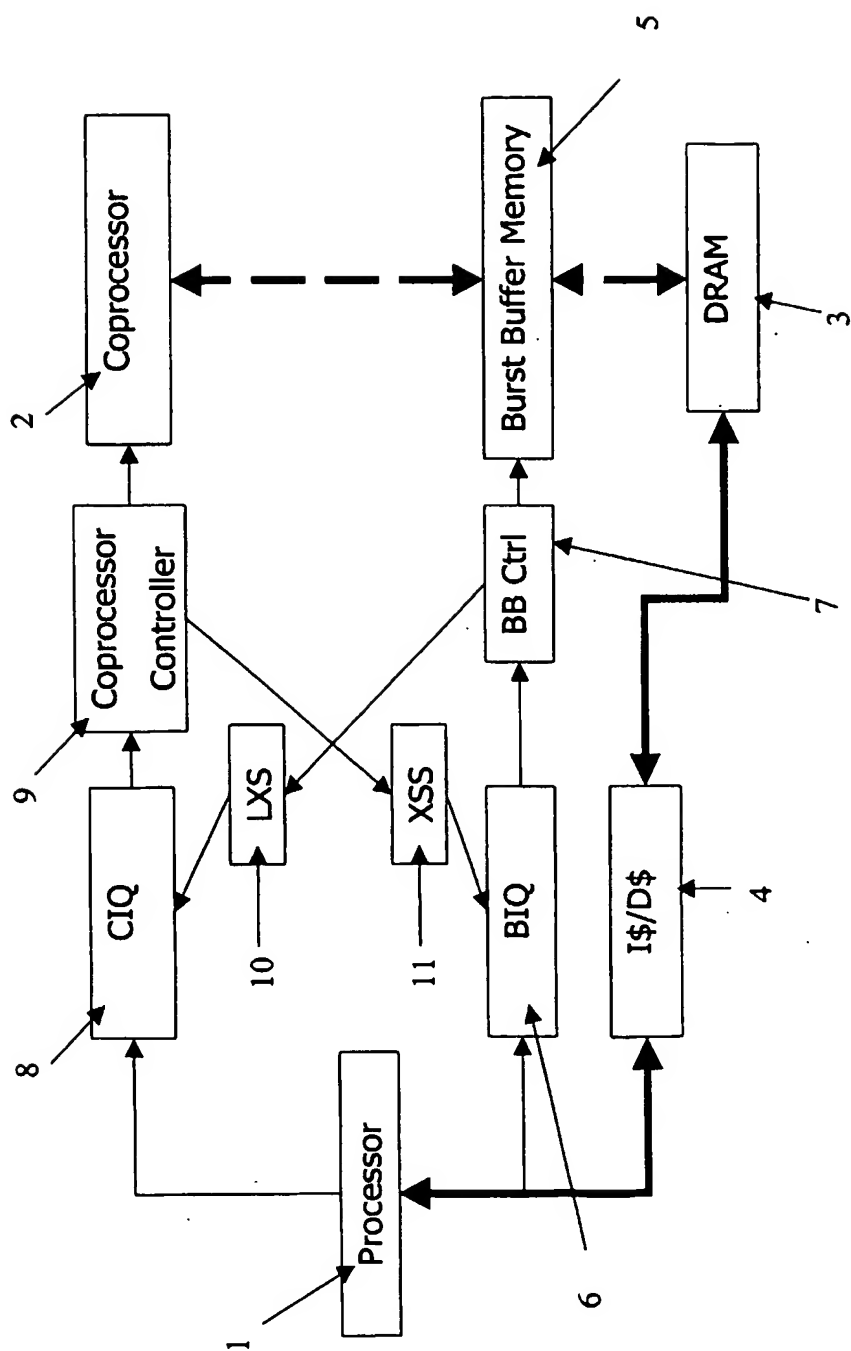 2
Coprocessor
9
Coprocessor
Controller
8
CIQ
10
LXS
11
XSS
1
Processor
6
BIQ
BB Ctrl
7
Burst Buffer Memory
5
I$/D$
4
DRAM
3